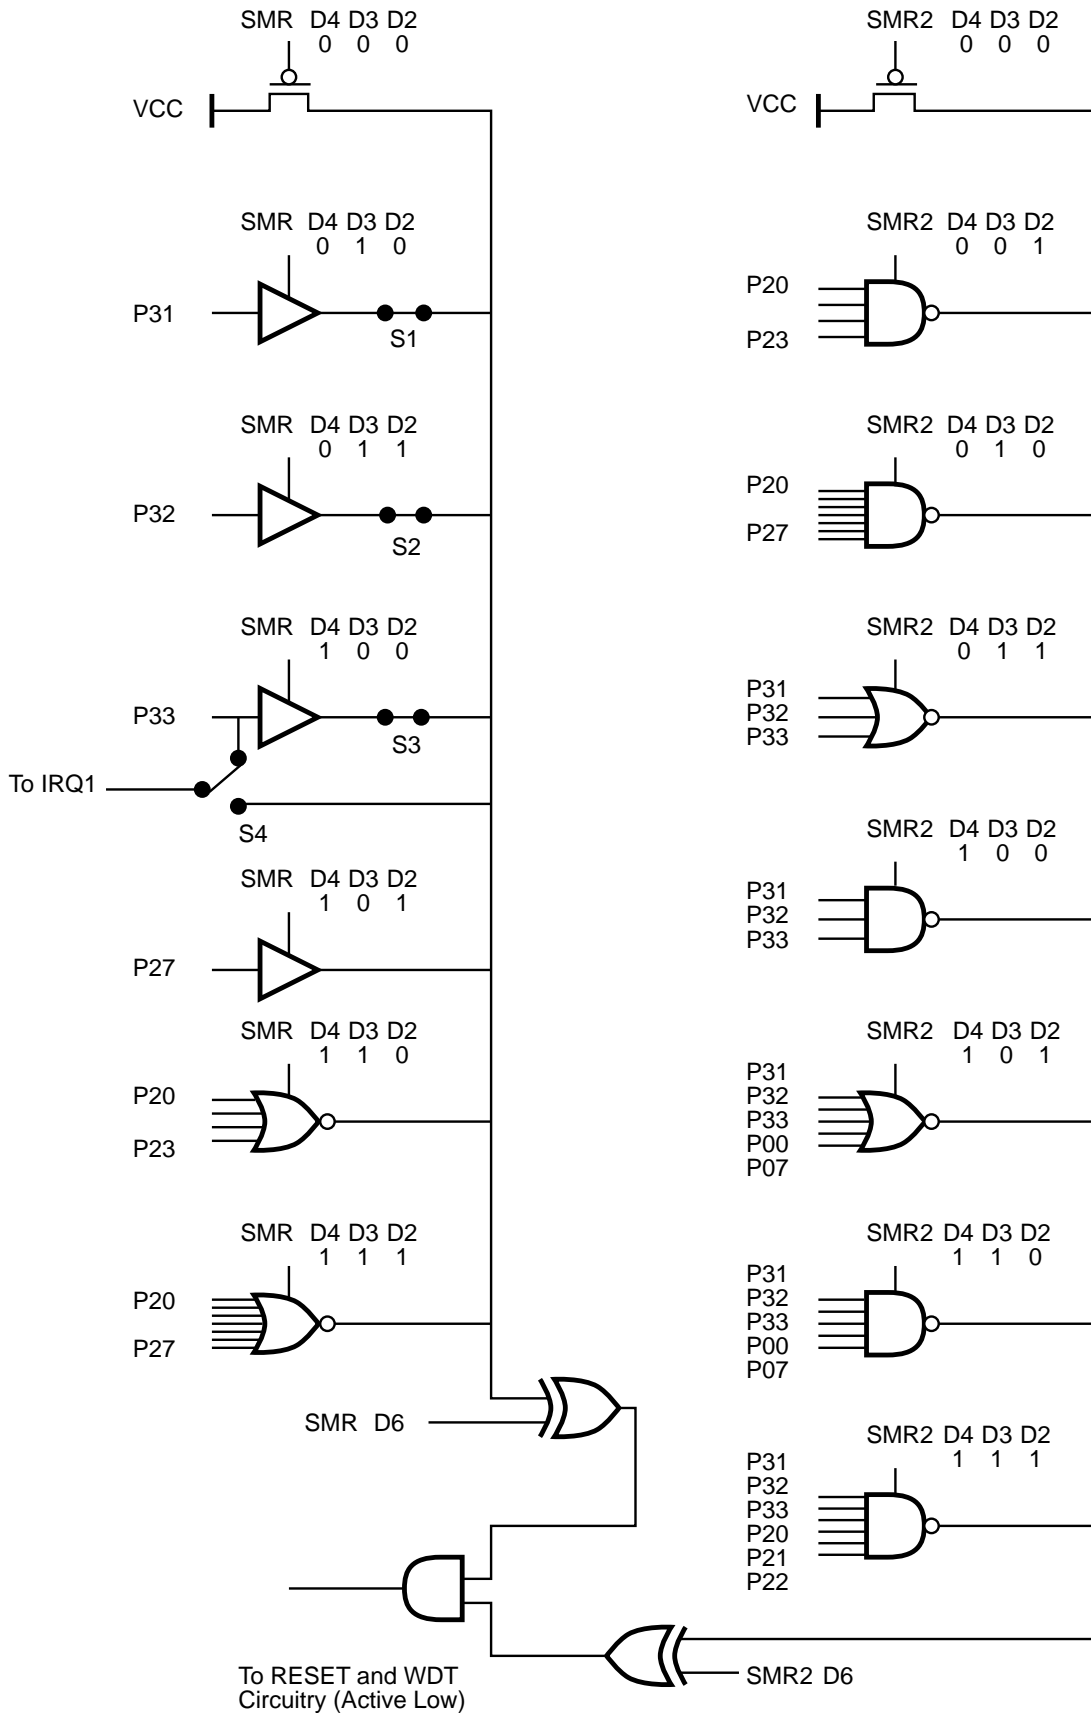 SMR D4 D3 D2
0 0 0
VCC
SMR D4 D3 D2
0 1 0
P31
S1
SMR D4 D3 D2
0 1 1
P32
S2
SMR D4 D3 D2
1 0 0
P33
S3
To IRQ1
S4
SMR D4 D3 D2
1 0 1
P27
SMR D4 D3 D2
1 1 0
P20
P23
SMR D4 D3 D2
1 1 1
P20
P27
SMR D6
To RESET and WDT
Circuitry (Active Low)
SMR2 D4 D3 D2
0 0 0
VCC
SMR2 D4 D3 D2
0 0 1
P20
P23
SMR2 D4 D3 D2
0 1 0
P20
P27
SMR2 D4 D3 D2
0 1 1
P31
P32
P33
SMR2 D4 D3 D2
1 0 0
P31
P32
P33
SMR2 D4 D3 D2
1 0 1
P31
P32
P33
P00
P07
SMR2 D4 D3 D2
1 1 0
P31
P32
P33
P00
P07
SMR2 D4 D3 D2
1 1 1
P31
P32
P33
P20
P21
P22
SMR2 D6